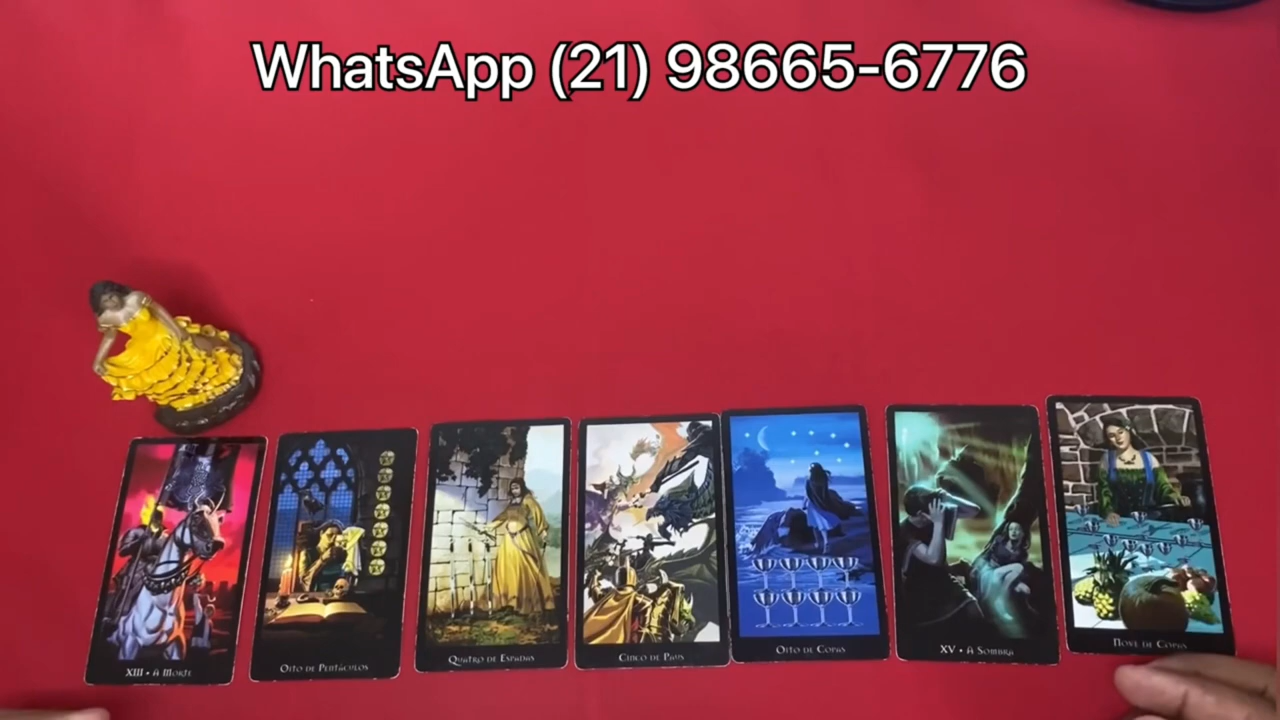 WhatsApp (21) 98665-6776
XIII • A Morte
Oito de Pentáculos
Quatro de Espadas
Cinco de Paus
Oito de Copas
XV • A Sombra
Nove de Copas